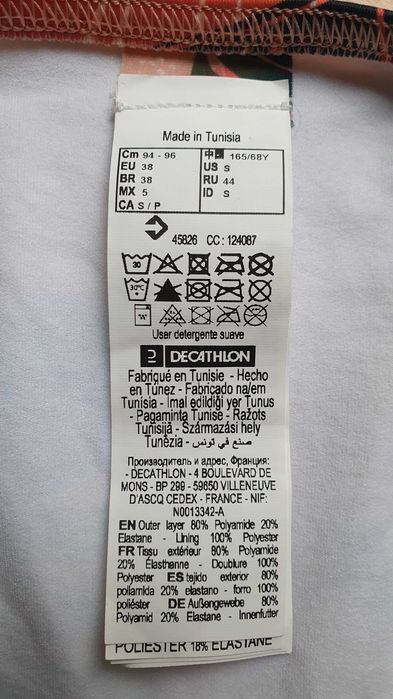 Made in Tunisia
Cm 94 - 96
EU 38
BR 38
MX 5
CA S / P
中 165/68Y
US S
RU 44
ID S
45826 CC : 124087
30
30°C
Usar detergente suave
DECATHLON
Fabriqué en Tunisie - Hecho
en Túnez - Fabricado na/em
Tunísia - Imal edildiği yer Tunus
- Pagaminta Tunise - Ražots
Tunisijā - Származási hely
Tunézia - صنع في تونس
Производитель и адрес, Франция:
- DECATHLON - 4 BOULEVARD DE
MONS - BP 299 - 59650 VILLENEUVE
D'ASCQ CEDEX - FRANCE - NIF:
N0013342-A
EN Outer layer 80% Polyamide 20%
Elastane - Lining 100% Polyester
FR Tissu extérieur 80% Polyamide
20% Élasthanne - Doublure 100%
Polyester ES tejido exterior 80%
poliamida 20% elastano - forro 100%
poliéster DE Außengewebe 80%
Polyamid 20% Elastane - Innenfutter
POLIESTER 18% ELASTANE